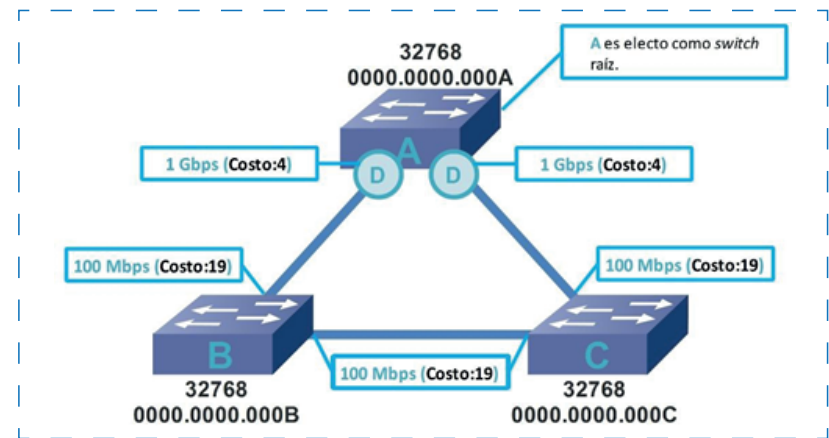 32768
0000.0000.000A
A es electo como switch
raíz.
A
1 Gbps (Costo:4)
D
D
1 Gbps (Costo:4)
100 Mbps (Costo:19)
100 Mbps (Costo:19)
B
C
100 Mbps (Costo:19)
32768
0000.0000.000B
32768
0000.0000.000C